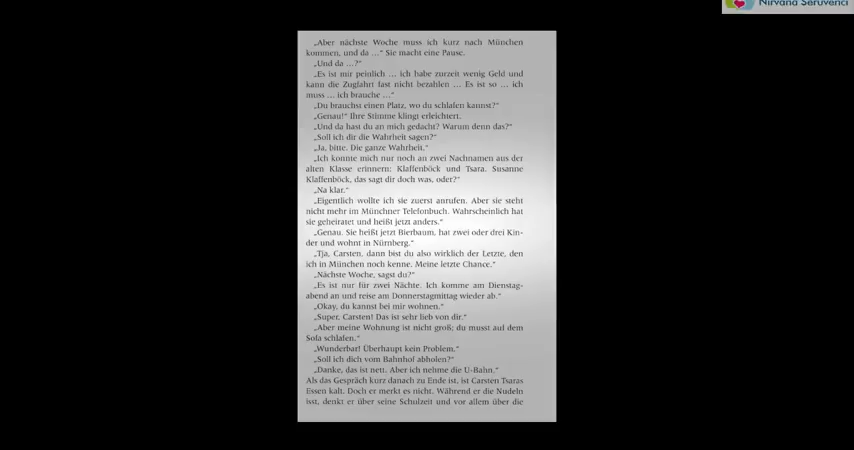 Nirvana Serüvenci
„Aber nächste Woche muss ich kurz nach München
kommen, und da …“ Sie macht eine Pause.
„Und da …?“
„Es ist mir peinlich … ich habe zurzeit wenig Geld und
kann die Zugfahrt fast nicht bezahlen … Es ist so … ich
muss … ich brauche …“
„Du brauchst einen Platz, wo du schlafen kannst?“
„Genau!“ Ihre Stimme klingt erleichtert.
„Und da hast du an mich gedacht? Warum denn das?“
„Soll ich dir die Wahrheit sagen?“
„Ja, bitte. Die ganze Wahrheit.“
„Ich konnte mich nur noch an zwei Nachnamen aus der
alten Klasse erinnern: Klaffenböck und Tsara. Susanne
Klaffenböck, das sagt dir doch was, oder?“
„Na klar.“
„Eigentlich wollte ich sie zuerst anrufen. Aber sie steht
nicht mehr im Münchner Telefonbuch. Wahrscheinlich hat
sie geheiratet und heißt jetzt anders.“
„Genau. Sie heißt jetzt Bierbaum, hat zwei oder drei Kin-
der und wohnt in Nürnberg.“
„Tja, Carsten, dann bist du also wirklich der Letzte, den
ich in München noch kenne. Meine letzte Chance.“
„Nächste Woche, sagst du?“
„Es ist nur für zwei Nächte. Ich komme am Dienstag-
abend an und reise am Donnerstagmittag wieder ab.“
„Okay, du kannst bei mir wohnen.“
„Super, Carsten! Das ist sehr lieb von dir.“
„Aber meine Wohnung ist nicht groß; du musst auf dem
Sofa schlafen.“
„Wunderbar! Überhaupt kein Problem.“
„Soll ich dich vom Bahnhof abholen?“
„Danke, das ist nett. Aber ich nehme die U-Bahn.“
Als das Gespräch kurz danach zu Ende ist, ist Carsten Tsaras
Essen kalt. Doch er merkt es nicht. Während er die Nudeln
isst, denkt er über seine Schulzeit und vor allem über die